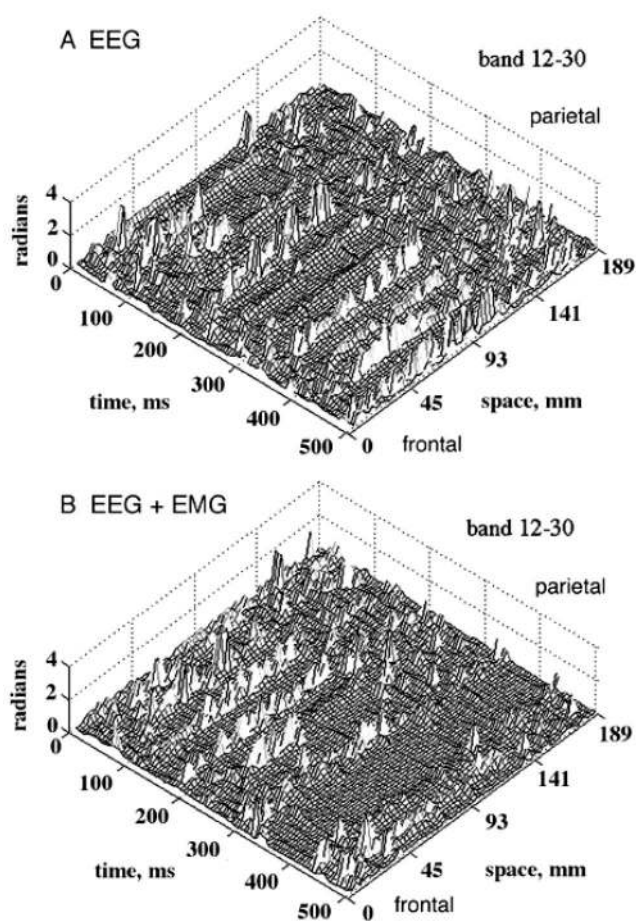 A EEG
band 12-30
parietal
4
2
0
radians
0
100
200
300
400
500
time, ms
0
45
93
141
189
space, mm
frontal
B EEG + EMG
band 12-30
parietal
4
2
0
radians
0
100
200
300
400
500
time, ms
0
45
93
141
189
space, mm
frontal